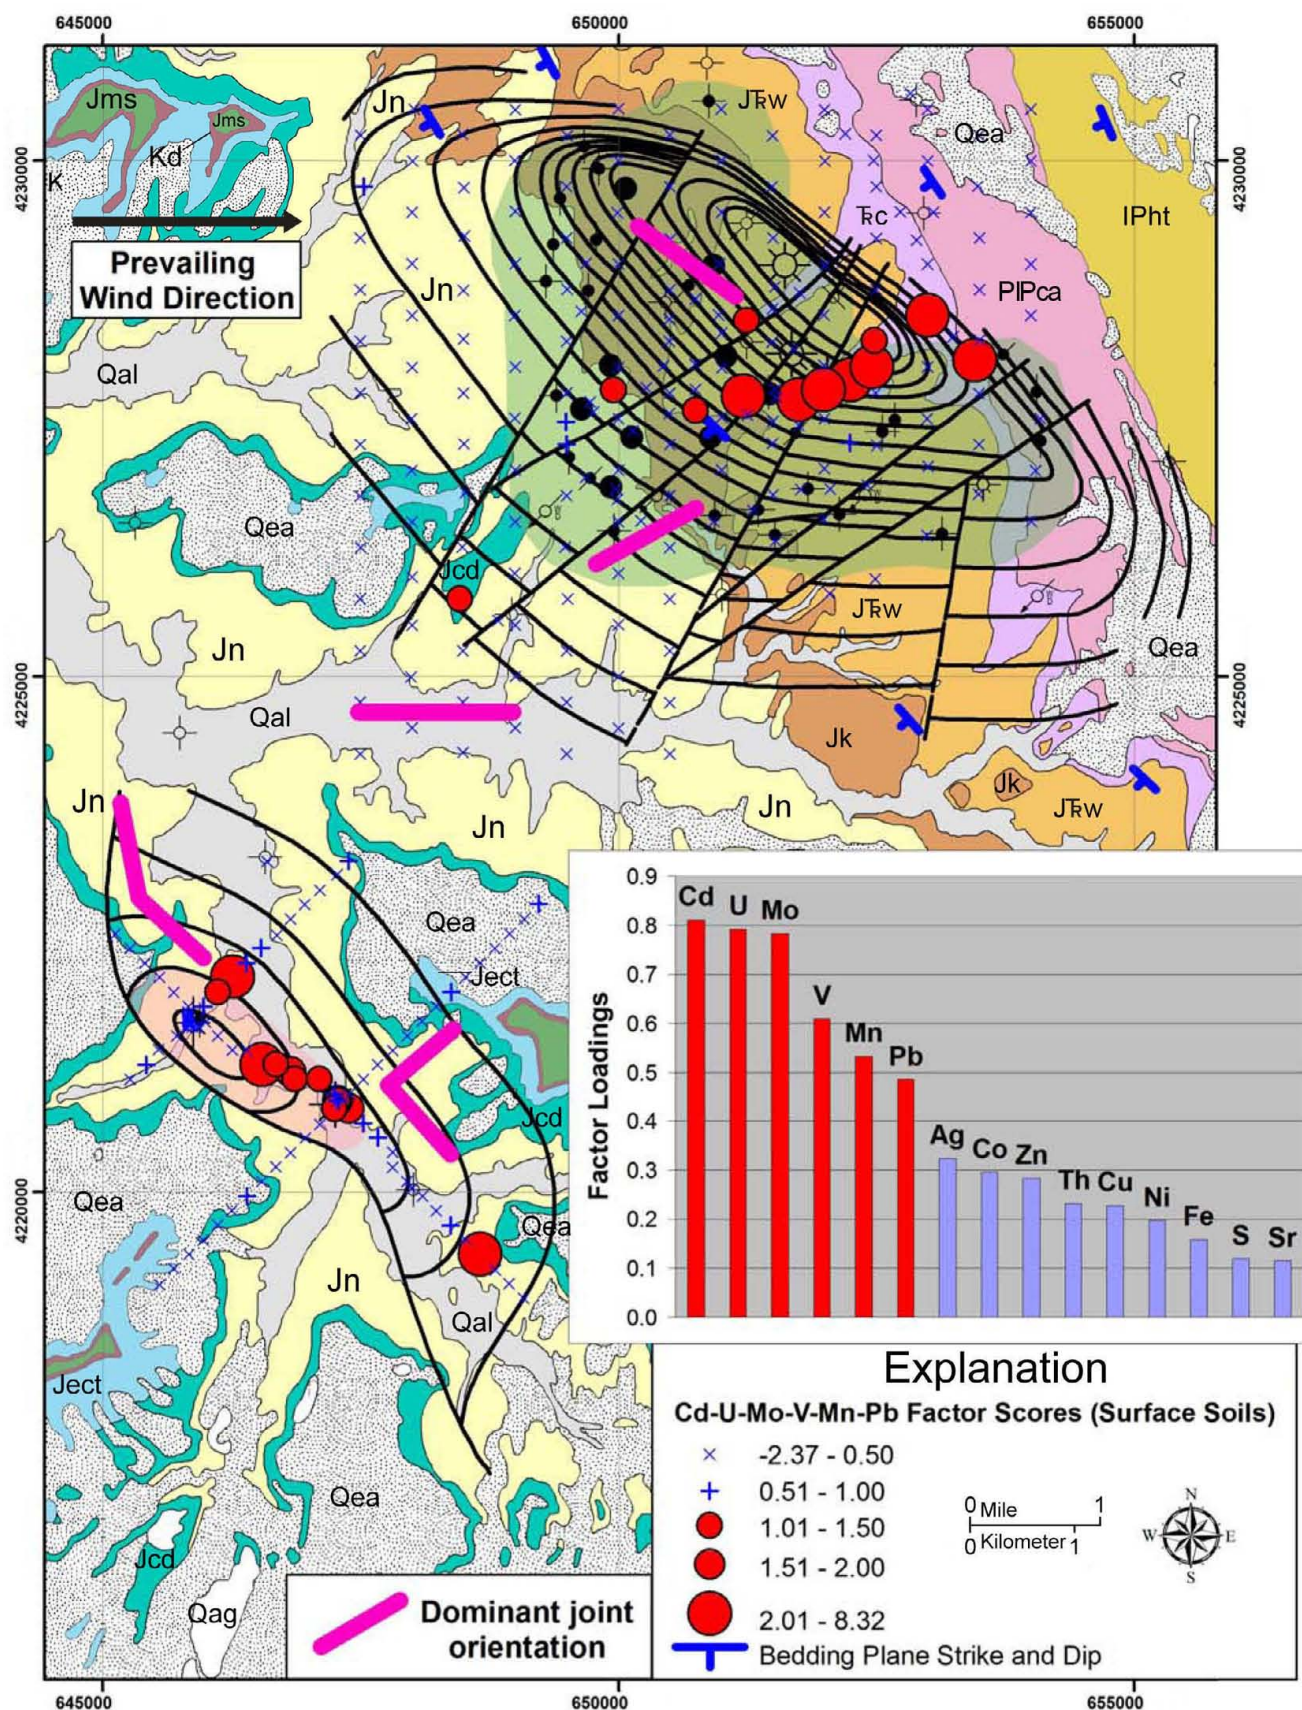 645000
650000
655000
4230000
4225000
4220000
4230000
4225000
Jms
Jms
Kd
K
Prevailing
Wind Direction
Jn
JTRw
Qea
TRc
IPht
Jn
PIPca
Qal
Qea
Jcd
Jn
JTRw
Qea
Qal
Jk
Jk
JTRw
Jn
Jn
Jn
Qea
Ject
Jcd
Qea
Qea
Jn
Qal
Ject
Qea
Jcd
Qag
Factor Loadings
0.9
0.8
0.7
0.6
0.5
0.4
0.3
0.2
0.1
0.0
Cd
U
Mo
V
Mn
Pb
Ag
Co
Zn
Th
Cu
Ni
Fe
S
Sr
Explanation
Cd-U-Mo-V-Mn-Pb Factor Scores (Surface Soils)
-2.37 - 0.50
0.51 - 1.00
1.01 - 1.50
1.51 - 2.00
2.01 - 8.32
Bedding Plane Strike and Dip
0 Mile 1
0 Kilometer 1
N
W
E
S
Dominant joint
orientation
645000
650000
655000